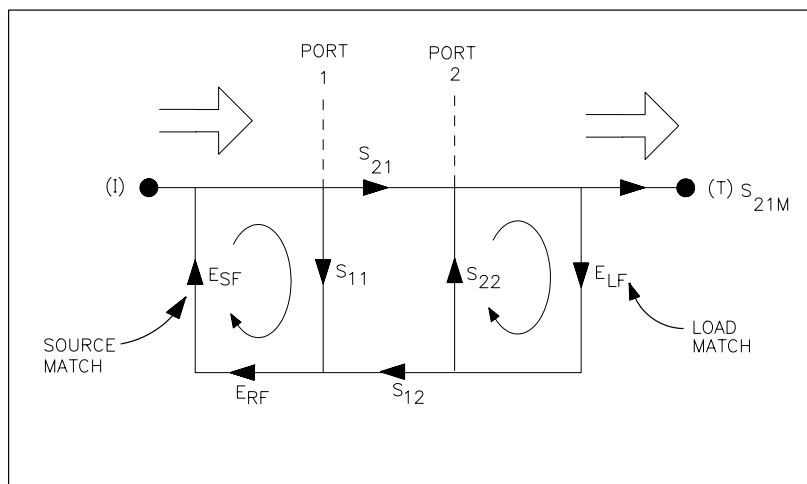 PORT
1
PORT
2
S21
(I)
(T) S21M
ESF
S11
S22
ELF
SOURCE
MATCH
LOAD
MATCH
ERF
S12